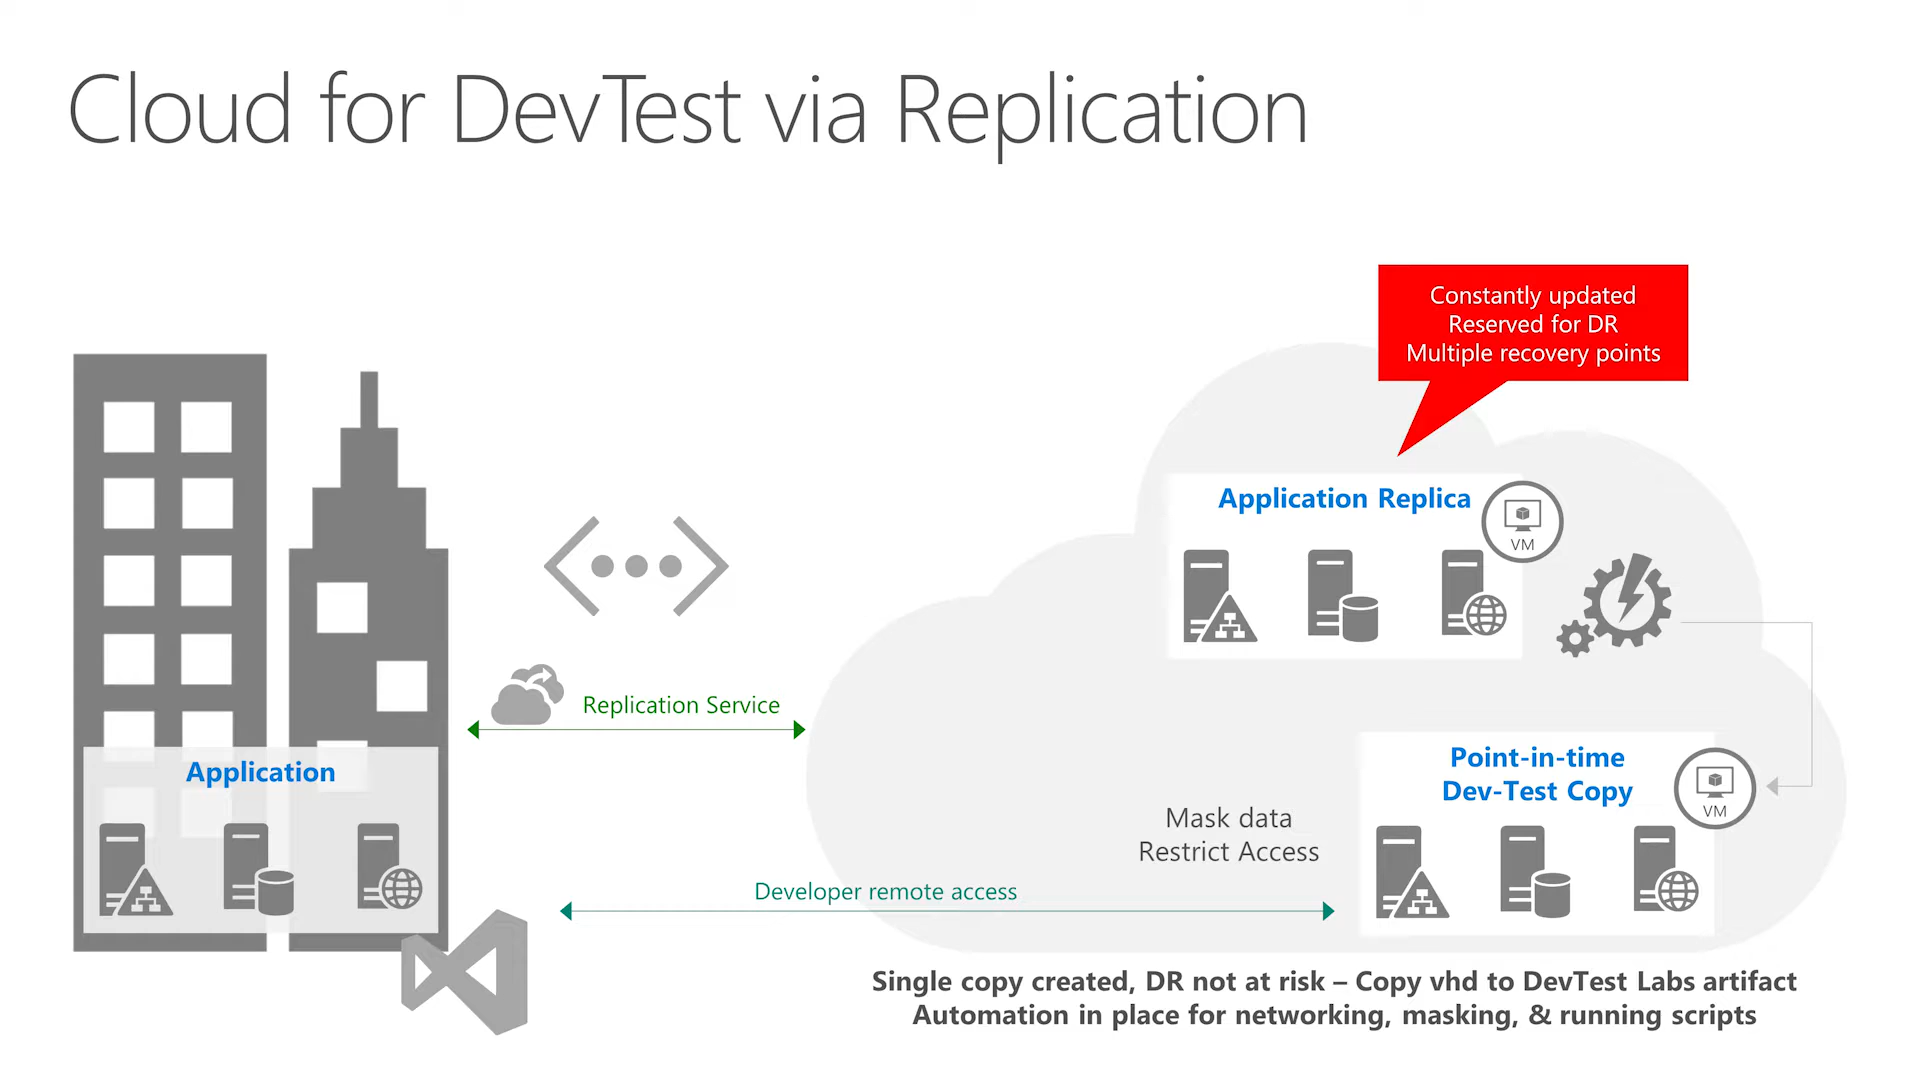 Cloud for DevTest via Replication
Constantly updated
Reserved for DR
Multiple recovery points
Application Replica
VM
Replication Service
Application
Point-in-time
Dev-Test Copy
VM
Mask data
Restrict Access
Developer remote access
Single copy created, DR not at risk – Copy vhd to DevTest Labs artifact
Automation in place for networking, masking, & running scripts